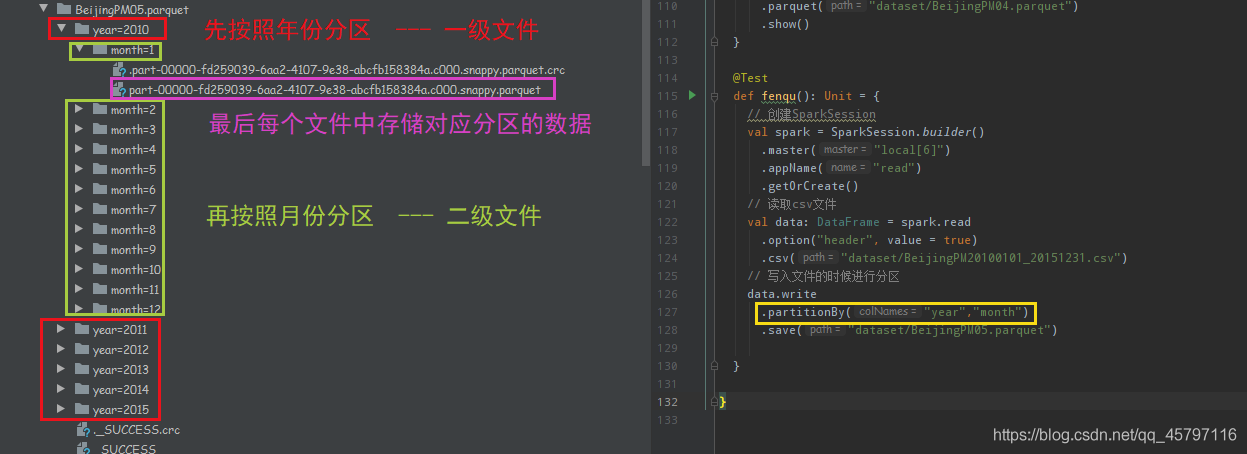 BeijingPM05.parquet
year=2010
先按照年份分区 --- 一级文件
month=1
.part-00000-fd259039-6aa2-4107-9e38-abcfb158384a.c000.snappy.parquet.crc
part-00000-fd259039-6aa2-4107-9e38-abcfb158384a.c000.snappy.parquet
month=2
最后每个文件中存储对应分区的数据
month=3
month=4
month=5
month=6
month=7
再按照月份分区 --- 二级文件
month=8
month=9
month=10
month=11
month=12
year=2011
year=2012
year=2013
year=2014
year=2015
._SUCCESS.crc
_SUCCESS
110 .parquet( path = "dataset/BeijingPM04.parquet")
111 .show()
112 }
113
114 @Test
115 def fenqu(): Unit = {
116 // 创建SparkSession
117 val spark = SparkSession.builder()
118 .master( master = "local[6]")
119 .appName( name = "read")
120 .getOrCreate()
121 // 读取csv文件
122 val data: DataFrame = spark.read
123 .option("header", value = true)
124 .csv( path = "dataset/BeijingPM20100101_20151231.csv")
125 // 写入文件的时候进行分区
126 data.write
127 .partitionBy( colNames = "year","month")
128 .save( path = "dataset/BeijingPM05.parquet")
129
130 }
131
132 }
133
https://blog.csdn.net/qq_45797116